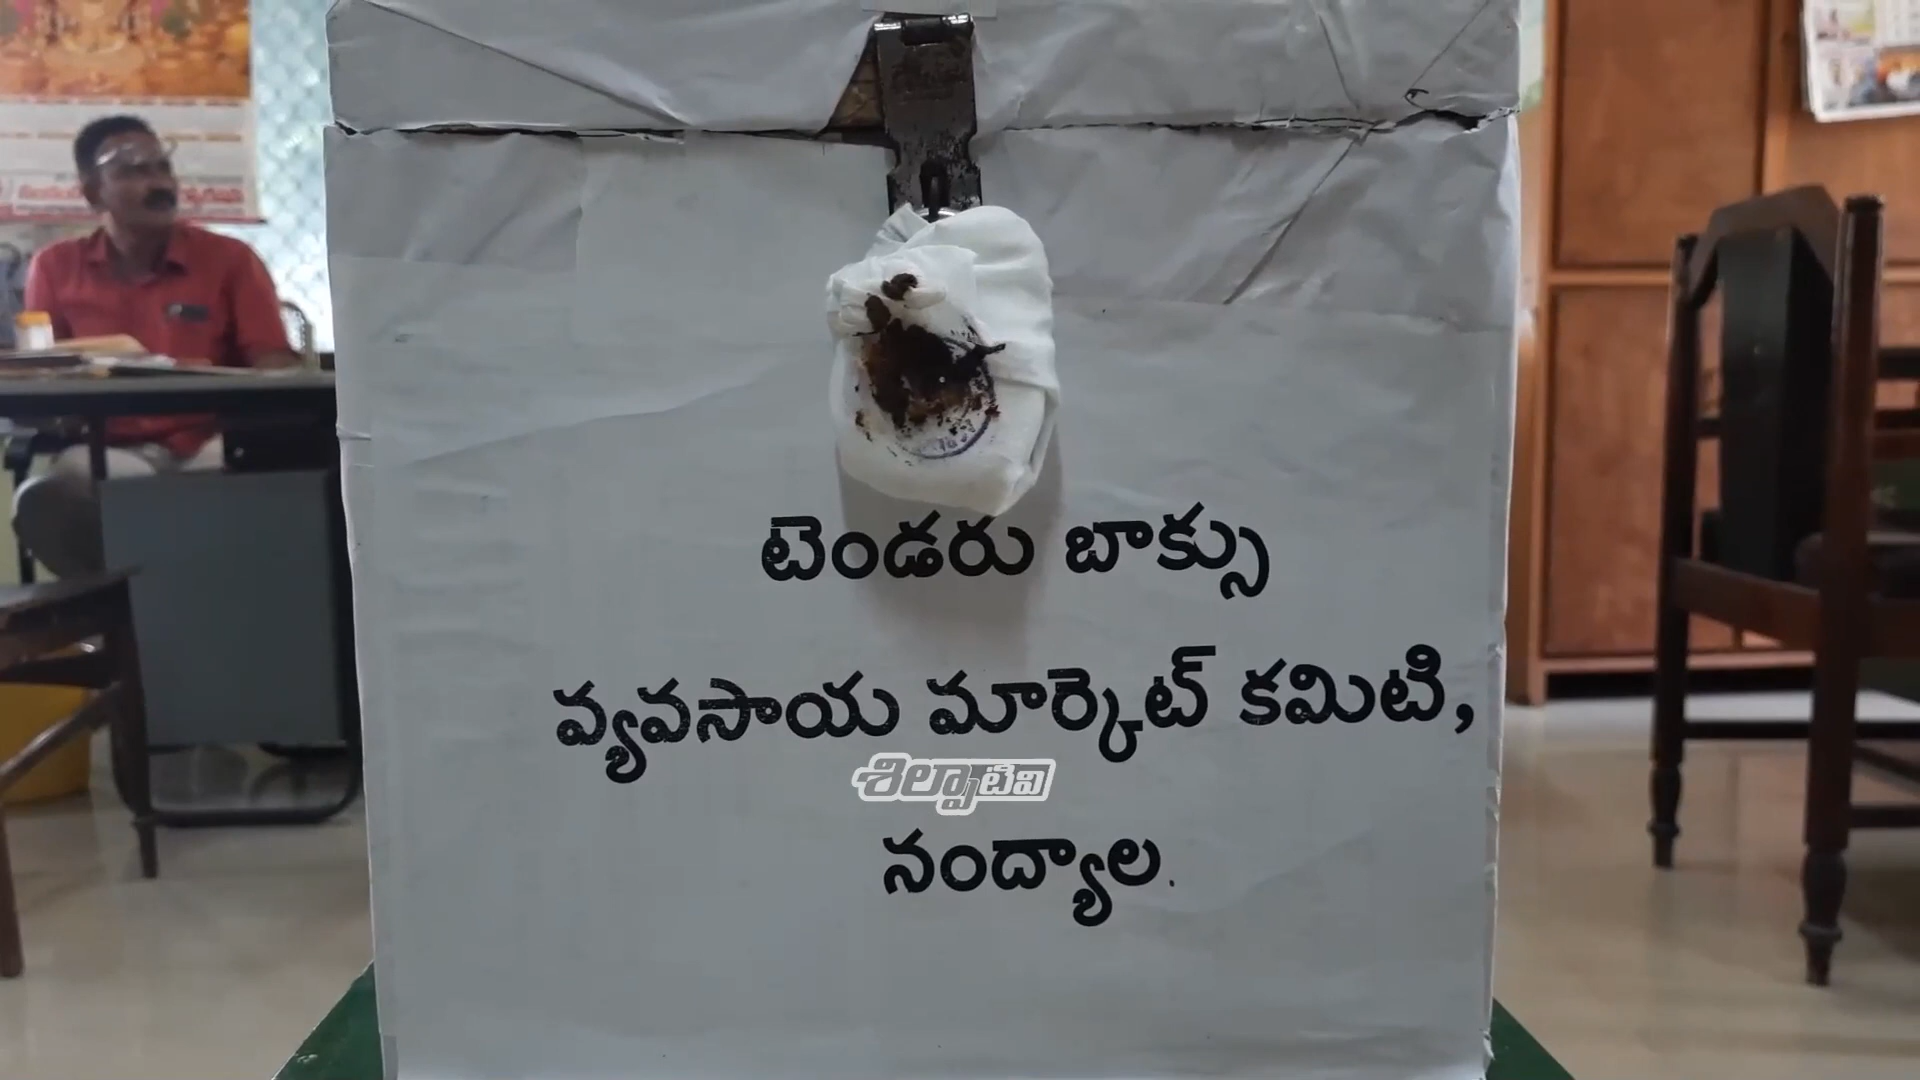 టెండరు బాక్సు
వ్యవసాయ మార్కెట్ కమిటి,
శిల్పాటివి
నంద్యాల.